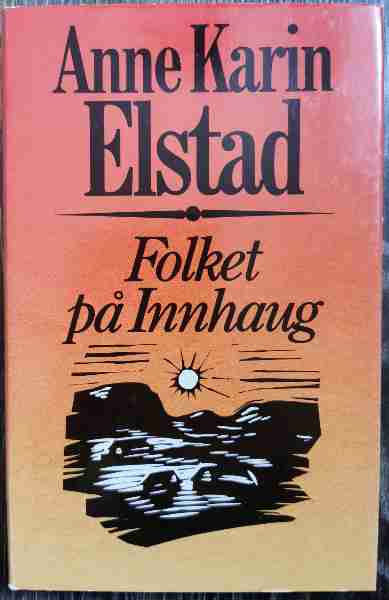 Anne Karin
Elstad
Folket
på Innhaug